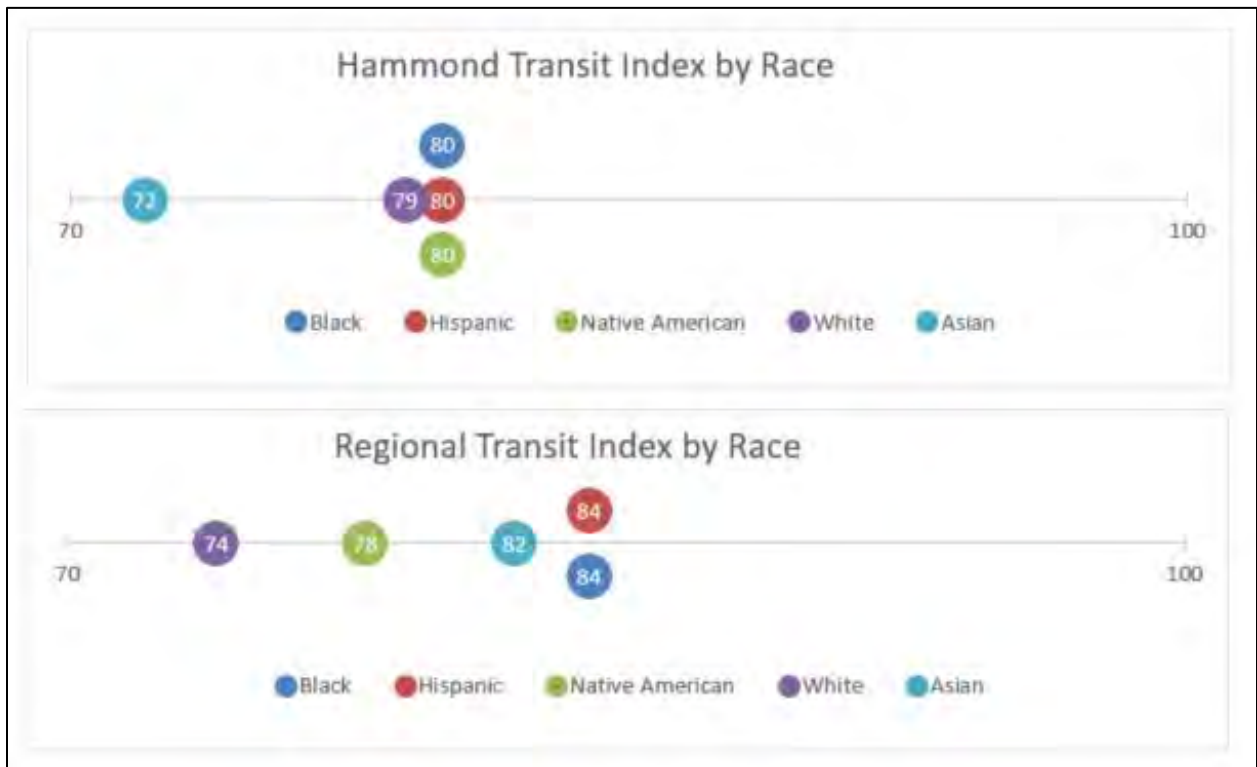 Hammond Transit Index by Race
80
72 79 80
70 100
80
Black Hispanic Native American White Asian
Regional Transit Index by Race
84
74 78 82
70 84 100
Black Hispanic Native American White Asian